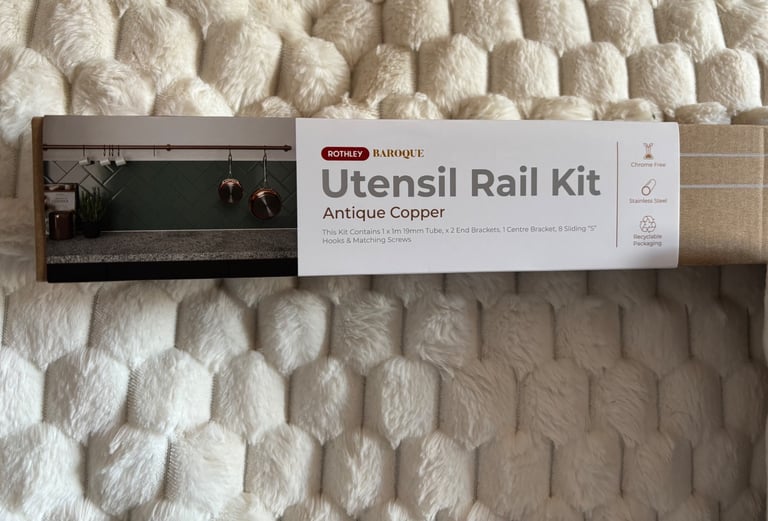 ROTHLEY BAROQUE
Utensil Rail Kit
Antique Copper
This Kit Contains 1 x 1m 19mm Tube, x 2 End Brackets, 1 Centre Bracket, 8 Sliding "S"
Hooks & Matching Screws
Chrome Free
Stainless Steel
Recyclable
Packaging